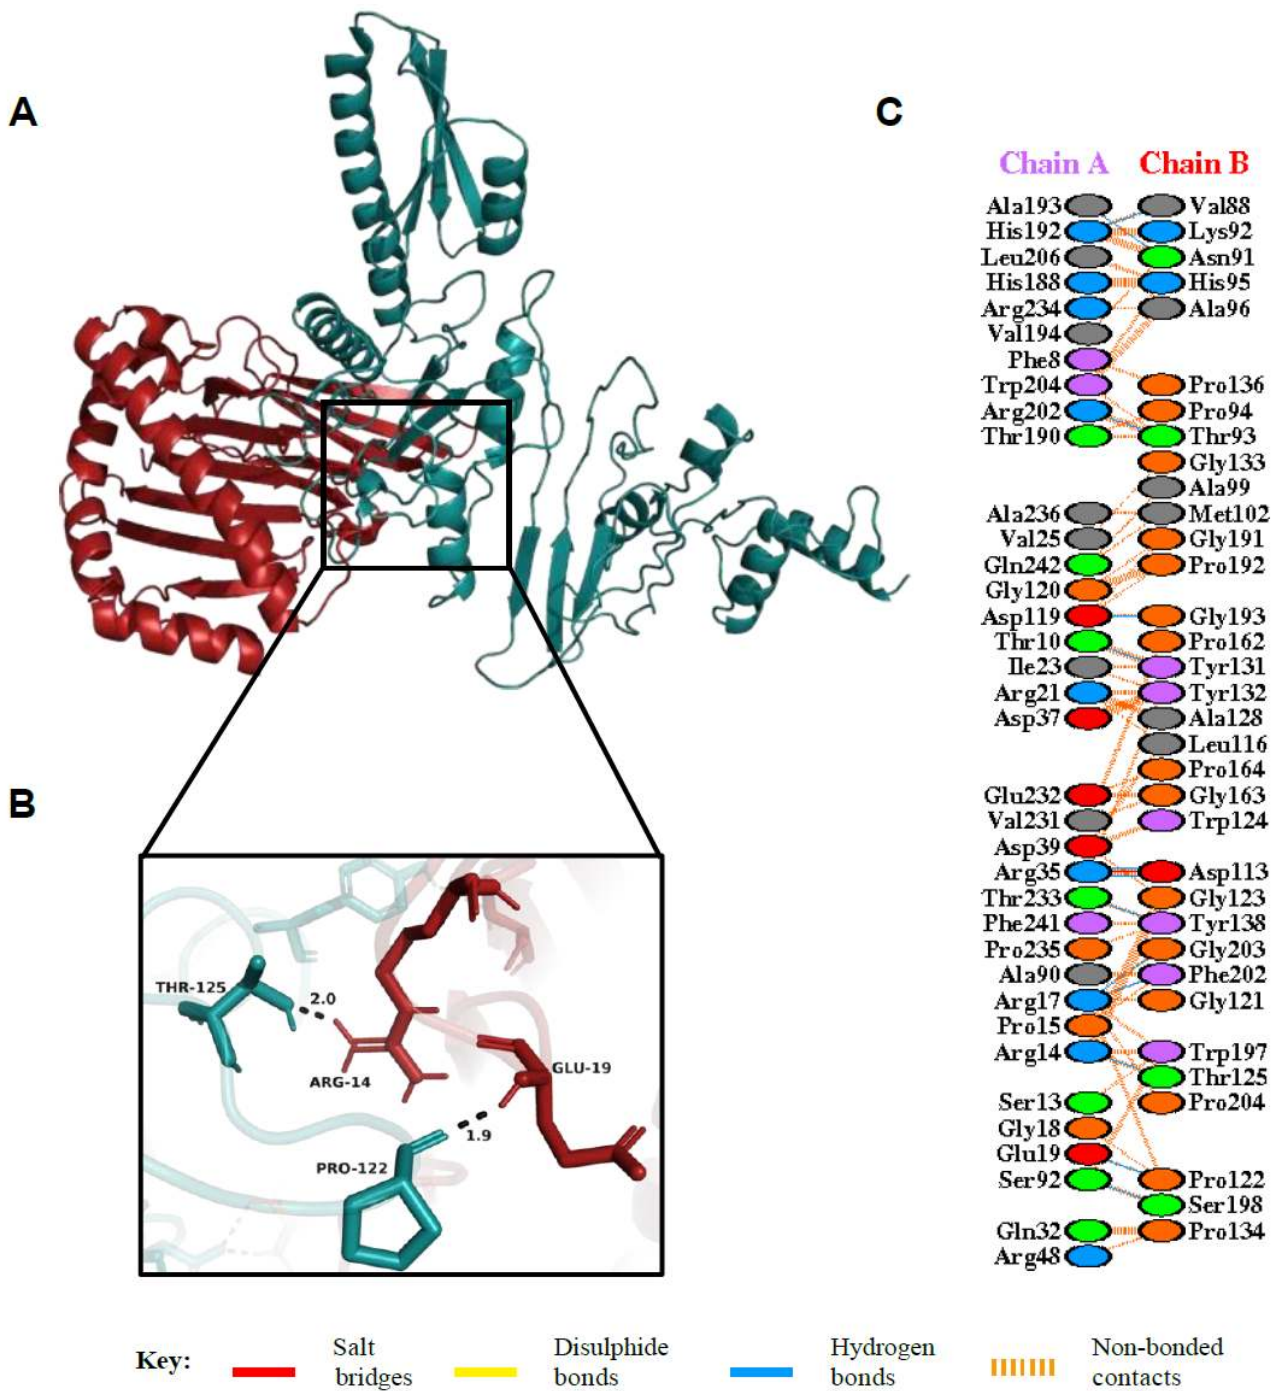 A
C
Chain A Chain B
Ala193 Val88
His192 Lys92
Leu206 Asn91
His188 His95
Arg234 Ala96
Val194
Phe8
Trp204 Pro136
Arg202 Pro94
Thr190 Thr93
Gly133
Ala99
Ala236 Met102
Val25 Gly191
Gln242 Pro192
Gly120
Asp119 Gly193
Thr10 Pro162
Ile23 Tyr131
Arg21 Tyr132
Asp37 Ala128
Leu116
Pro164
Glu232 Gly163
Val231 Trp124
Asp39
Arg35 Asp113
Thr233 Gly123
Phe241 Tyr138
Pro235 Gly203
Ala90 Phe202
Arg17 Gly121
Pro15
Arg14 Trp197
Thr125
Ser13 Pro204
Gly18
Glu19
Ser92 Pro122
Ser198
Gln32 Pro134
Arg48
B
THR-125
2.0
ARG-14
GLU-19
1.9
PRO-122
Key:
Salt
bridges
Disulphide
bonds
Hydrogen
bonds
Non-bonded
contacts